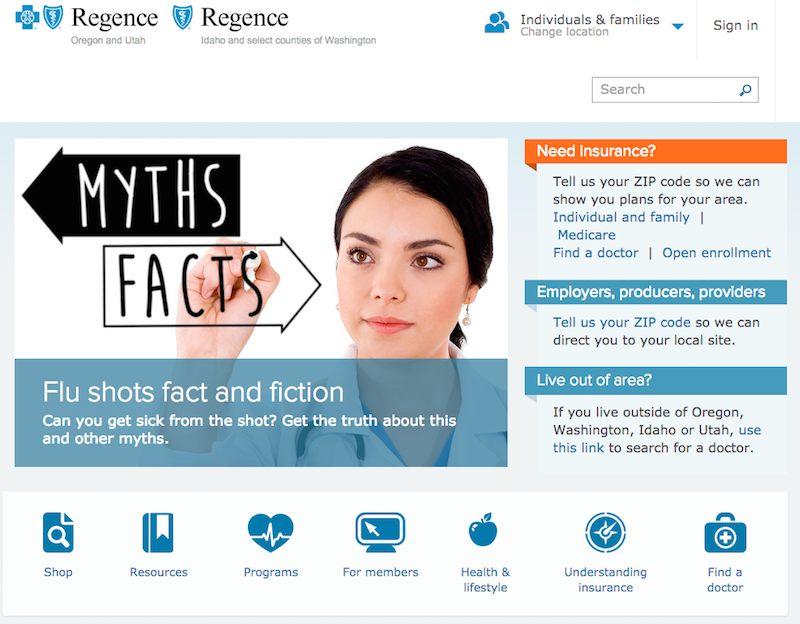 Regence
Oregon and Utah
Regence
Idaho and select counties of Washington
Individuals & families
Change location
Sign in
Search
MYTHS
FACTS
Flu shots fact and fiction
Can you get sick from the shot? Get the truth about this
and other myths.
Need insurance?
Tell us your ZIP code so we can
show you plans for your area.
Individual and family |
Medicare
Find a doctor | Open enrollment
Employers, producers, providers
Tell us your ZIP code so we can
direct you to your local site.
Live out of area?
If you live outside of Oregon,
Washington, Idaho or Utah, use
this link to search for a doctor.
Shop
Resources
Programs
For members
Health &
lifestyle
Understanding
insurance
Find a
doctor